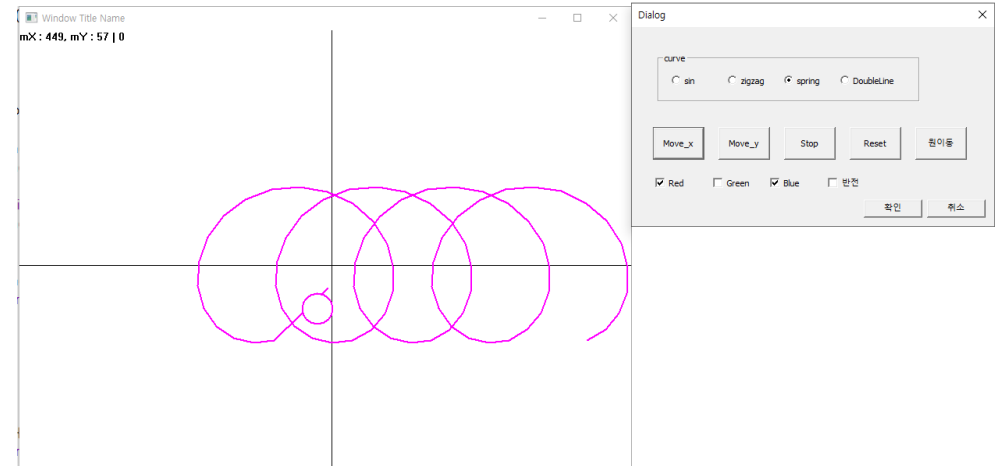 Window Title Name
mX : 449, mY : 57 | 0
Dialog
curve
sin zigzag spring DoubleLine
Move_x Move_y Stop Reset 원이동
Red Green Blue 반전
확인 취소